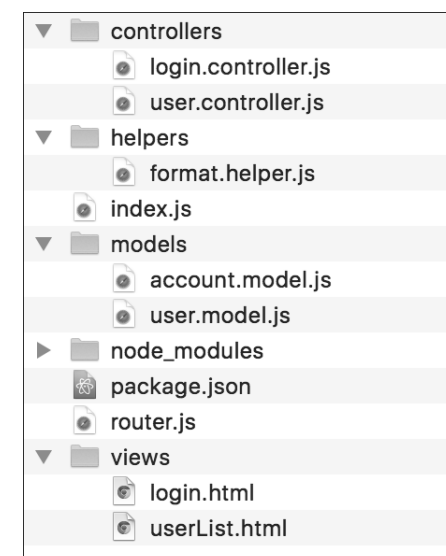 controllers
login.controller.js
user.controller.js
helpers
format.helper.js
index.js
models
account.model.js
user.model.js
node_modules
package.json
router.js
views
login.html
userList.html